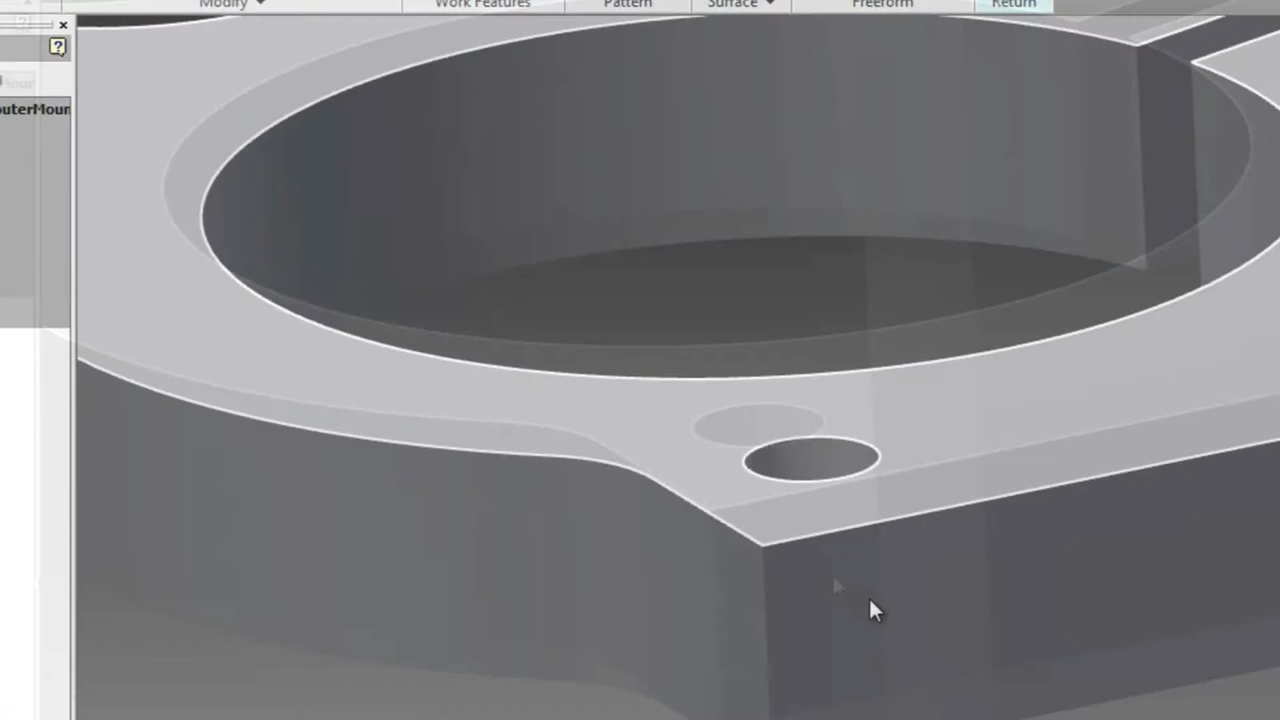 Modify
Work Features
Pattern
Surface
Freeform
Return
outerMoun